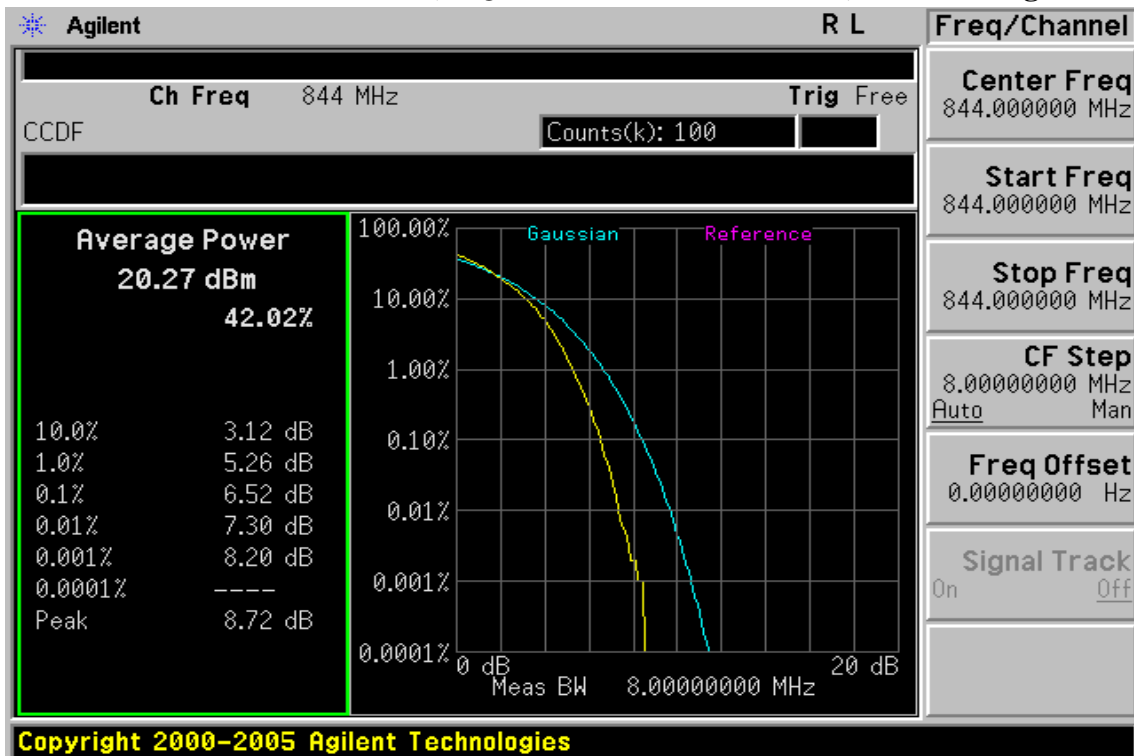 Agilent R L Freq/Channel
Ch Freq 844 MHz Trig Free
CCDF Counts(k): 100
Center Freq
844.000000 MHz
Start Freq
844.000000 MHz
Stop Freq
844.000000 MHz
CF Step
8.00000000 MHz
Auto Man
Freq Offset
0.00000000 Hz
Signal Track
On Off
Average Power
20.27 dBm
42.02%
10.0% 3.12 dB
1.0% 5.26 dB
0.1% 6.52 dB
0.01% 7.30 dB
0.001% 8.20 dB
0.0001% ----
Peak 8.72 dB
Gaussian Reference
100.00%
10.00%
1.00%
0.10%
0.01%
0.001%
0.0001%
0 dB 20 dB
Meas BW 8.00000000 MHz
Copyright 2000-2005 Agilent Technologies